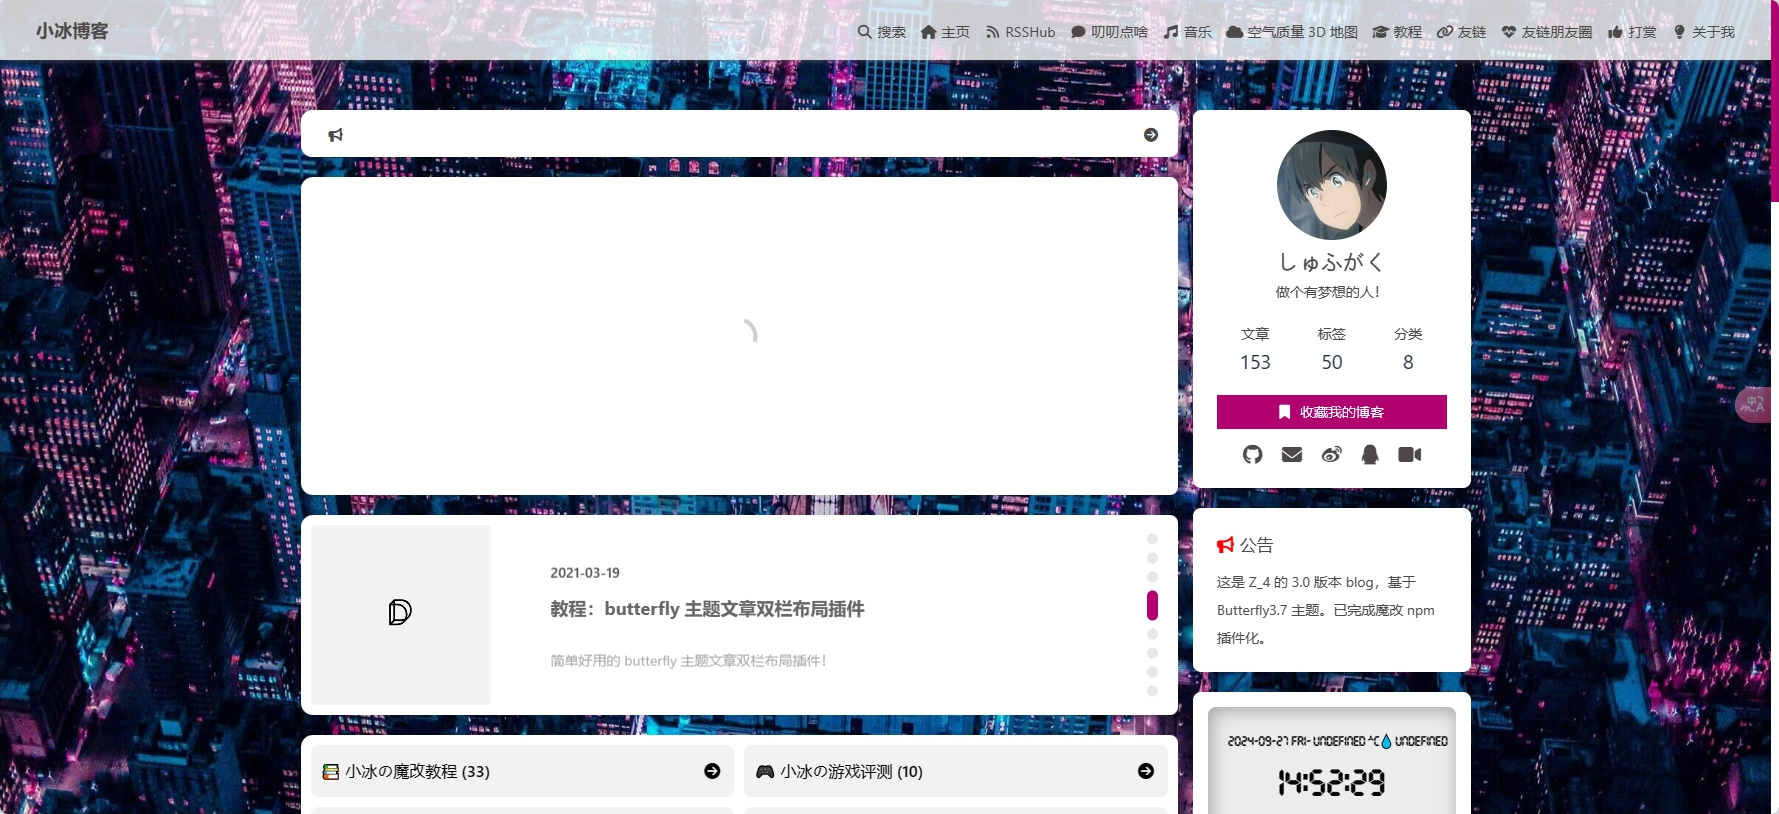 小冰博客
搜索 主页 RSSHub 叨叨点啥 音乐 空气质量 3D 地图 教程 友链 友链朋友圈 打赏 关于我
しゅふがく
做个有梦想的人！
文章 标签 分类
153 50 8
收藏我的博客
2021-03-19
教程：butterfly 主题文章双栏布局插件
简单好用的 butterfly 主题文章双栏布局插件！
公告
这是 Z_4 的 3.0 版本 blog，基于
Butterfly3.7 主题。已完成魔改 npm
插件化。
2024-09-27 FRI- UNDEFINED °C💧 UNDEFINED
14:52:29
小冰の魔改教程 (33)
小冰の游戏评测 (10)
中A